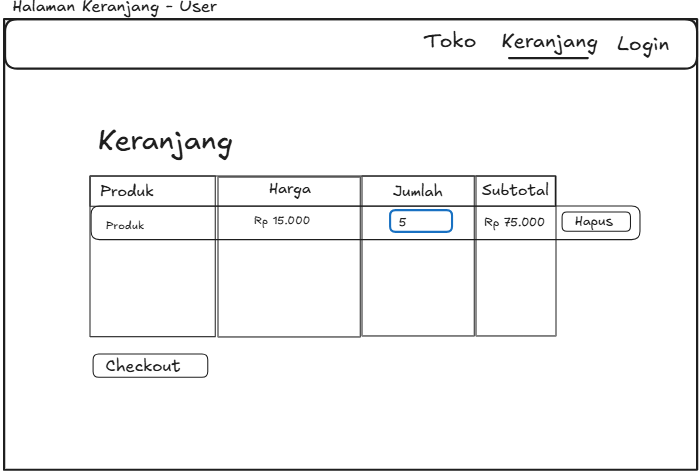 Halaman Keranjang - User
Toko Keranjang Login
Keranjang
Produk Harga Jumlah Subtotal
Produk Rp 15.000 5 Rp 75.000 Hapus
Checkout